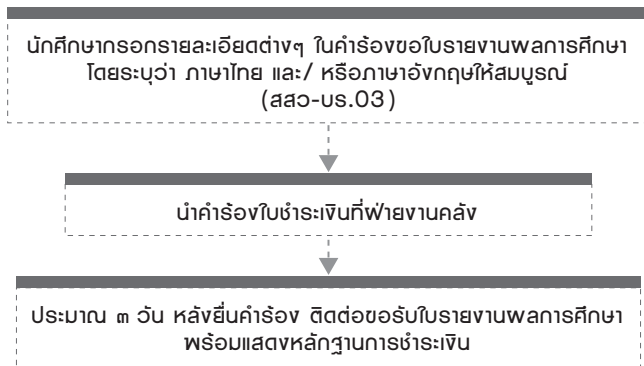 นักศึกษากรอกรายละเอียดต่างๆ ในคำร้องขอใบรายงานผลการศึกษา
โดยระบุว่า ภาษาไทย และ/ หรือภาษาอังกฤษให้สมบูรณ์
(สสว-บร.03)
นำคำร้องใบชำระเงินที่ฝ่ายงานคลัง
ประมาณ ๓ วัน หลังยื่นคำร้อง ติดต่อขอรับใบรายงานผลการศึกษา
พร้อมแสดงหลักฐานการชำระเงิน